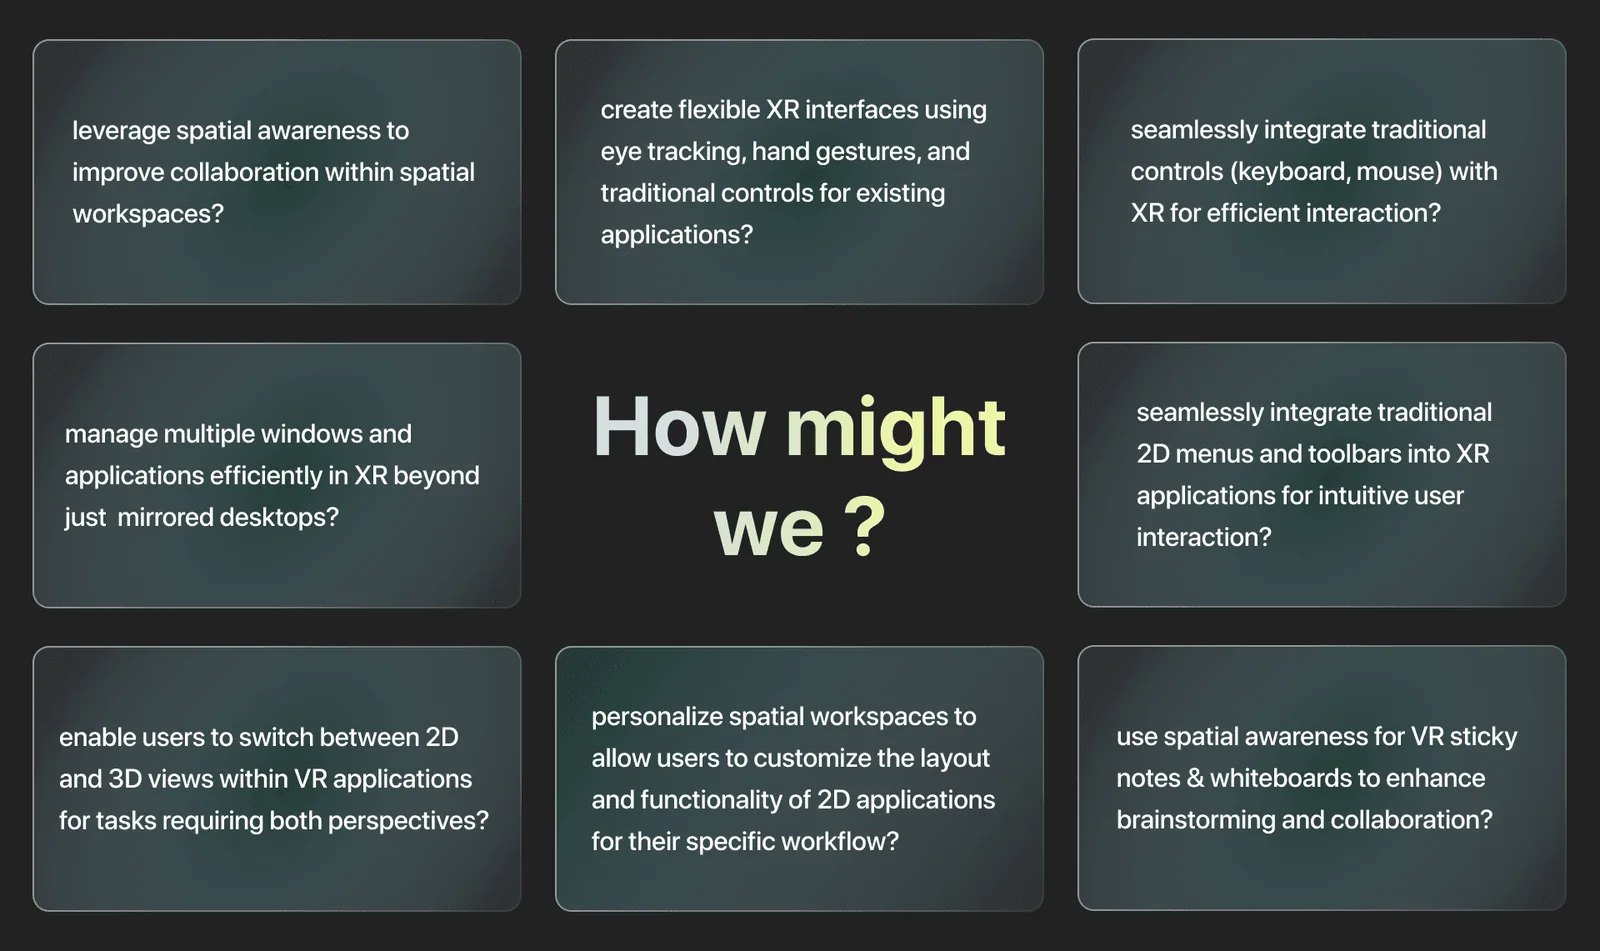 leverage spatial awareness to
improve collaboration within spatial
workspaces?
create flexible XR interfaces using
eye tracking, hand gestures, and
traditional controls for existing
applications?
seamlessly integrate traditional
controls (keyboard, mouse) with
XR for efficient interaction?
manage multiple windows and
applications efficiently in XR beyond
just  mirrored desktops?
How might
we ?
seamlessly integrate traditional
2D menus and toolbars into XR
applications for intuitive user
interaction?
enable users to switch between 2D
and 3D views within VR applications
for tasks requiring both perspectives?
personalize spatial workspaces to
allow users to customize the layout
and functionality of 2D applications
for their specific workflow?
use spatial awareness for VR sticky
notes & whiteboards to enhance
brainstorming and collaboration?